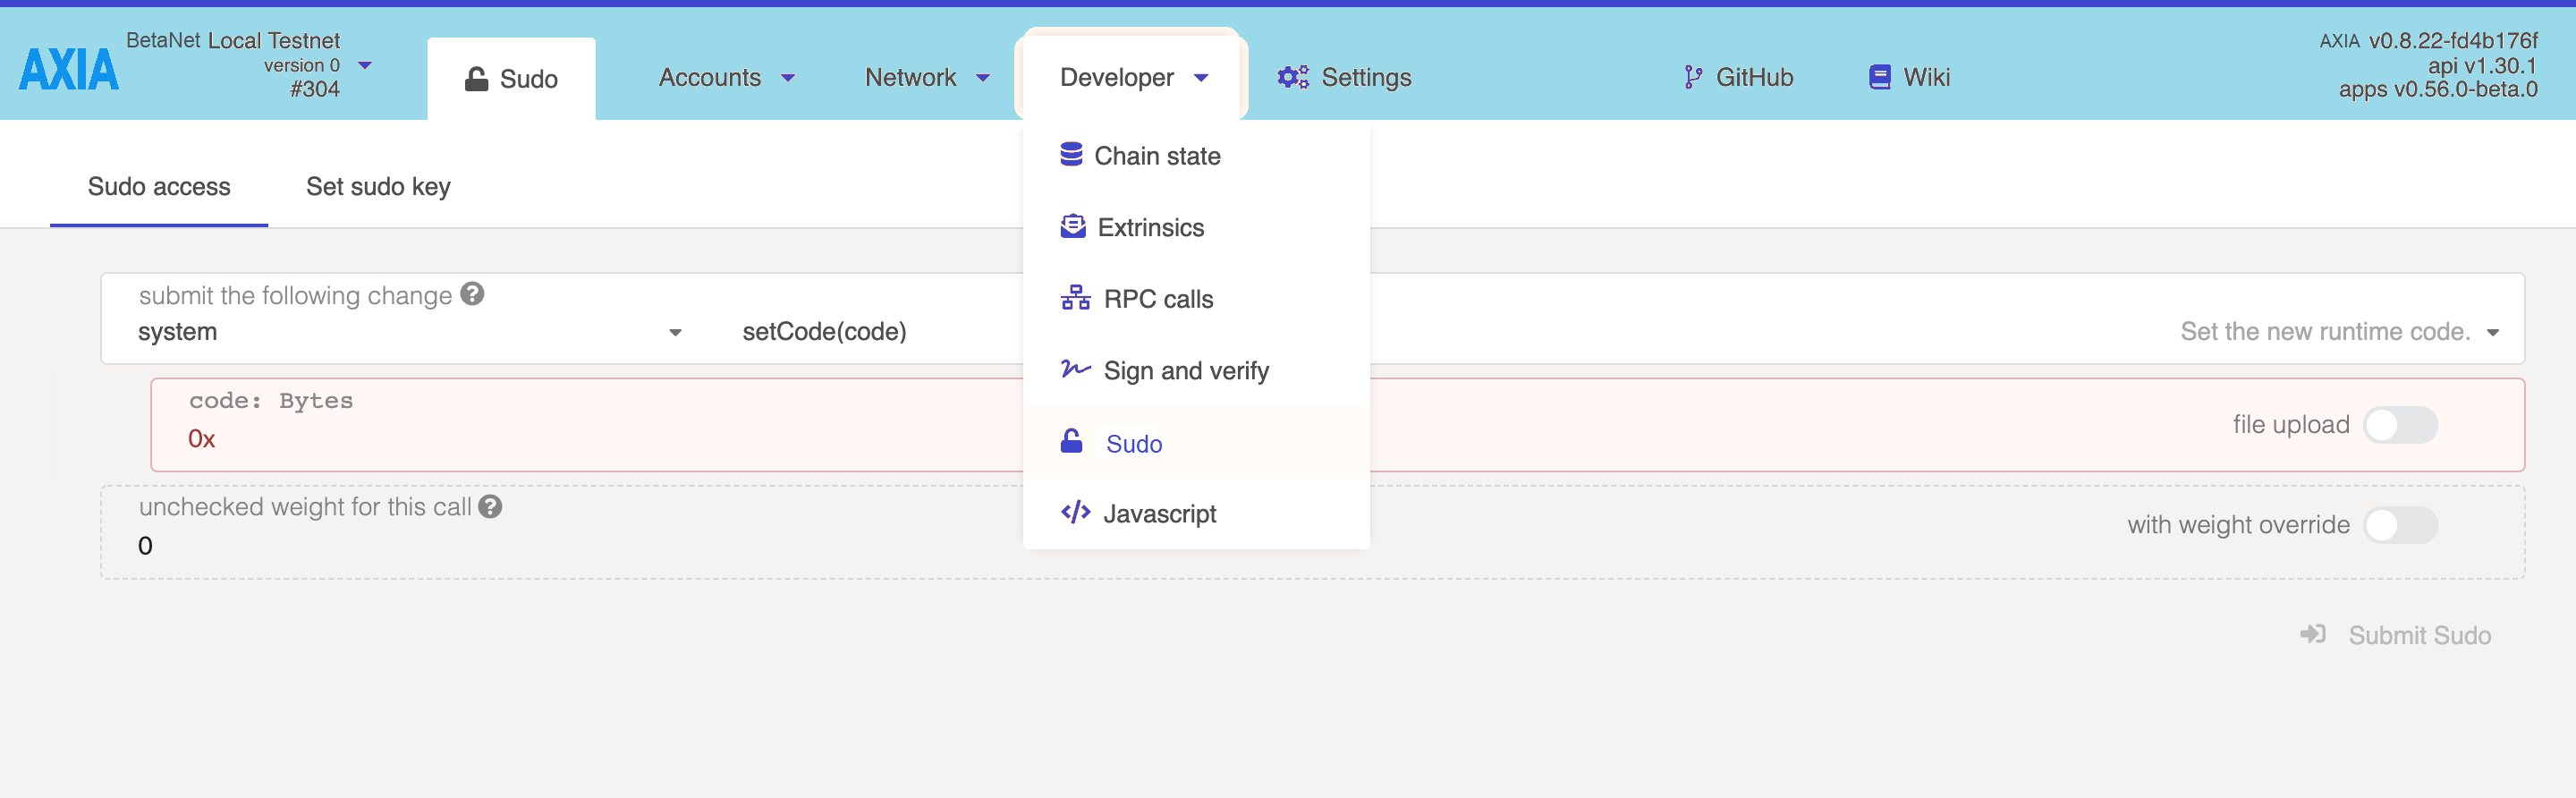 AXIA
BetaNet Local Testnet
version 0
#304
Sudo
Accounts
Network
Developer
Settings
GitHub
Wiki
AXIA v0.8.22-fd4b176f
api v1.30.1
apps v0.56.0-beta.0
Chain state
Extrinsics
RPC calls
Sign and verify
Sudo
Javascript
Sudo access
Set sudo key
submit the following change ?
system
setCode(code)
Set the new runtime code.
code: Bytes
0x
file upload
unchecked weight for this call ?
0
with weight override
Submit Sudo